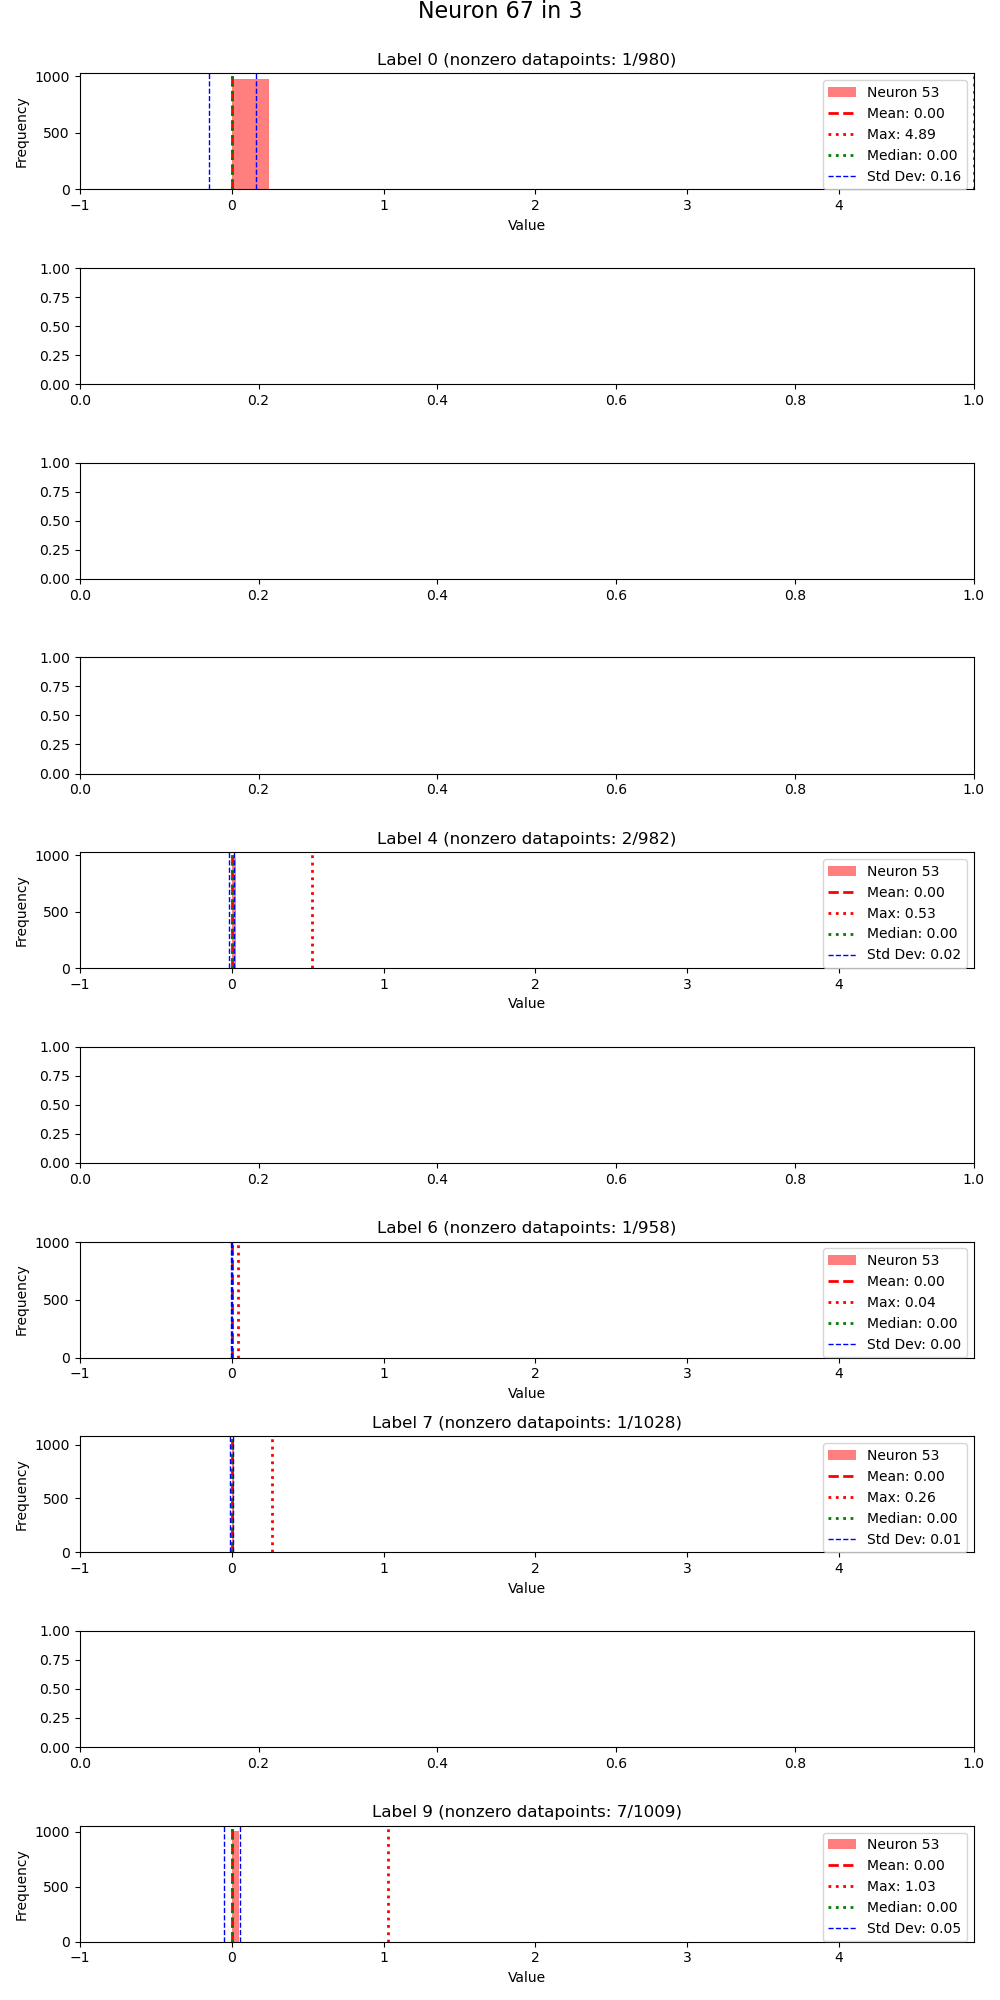 Neuron 67 in 3
Label 0 (nonzero datapoints: 1/980)
1000
500
0
Frequency
Neuron 53
Mean: 0.00
Max: 4.89
Median: 0.00
Std Dev: 0.16
−1 0 1 2 3 4
Value
1.00
0.75
0.50
0.25
0.00
0.0 0.2 0.4 0.6 0.8 1.0
1.00
0.75
0.50
0.25
0.00
0.0 0.2 0.4 0.6 0.8 1.0
1.00
0.75
0.50
0.25
0.00
0.0 0.2 0.4 0.6 0.8 1.0
Label 4 (nonzero datapoints: 2/982)
1000
500
0
Frequency
Neuron 53
Mean: 0.00
Max: 0.53
Median: 0.00
Std Dev: 0.02
−1 0 1 2 3 4
Value
1.00
0.75
0.50
0.25
0.00
0.0 0.2 0.4 0.6 0.8 1.0
Label 6 (nonzero datapoints: 1/958)
1000
500
0
Frequency
Neuron 53
Mean: 0.00
Max: 0.04
Median: 0.00
Std Dev: 0.00
−1 0 1 2 3 4
Value
Label 7 (nonzero datapoints: 1/1028)
1000
500
0
Frequency
Neuron 53
Mean: 0.00
Max: 0.26
Median: 0.00
Std Dev: 0.01
−1 0 1 2 3 4
Value
1.00
0.75
0.50
0.25
0.00
0.0 0.2 0.4 0.6 0.8 1.0
Label 9 (nonzero datapoints: 7/1009)
1000
500
0
Frequency
Neuron 53
Mean: 0.00
Max: 1.03
Median: 0.00
Std Dev: 0.05
−1 0 1 2 3 4
Value